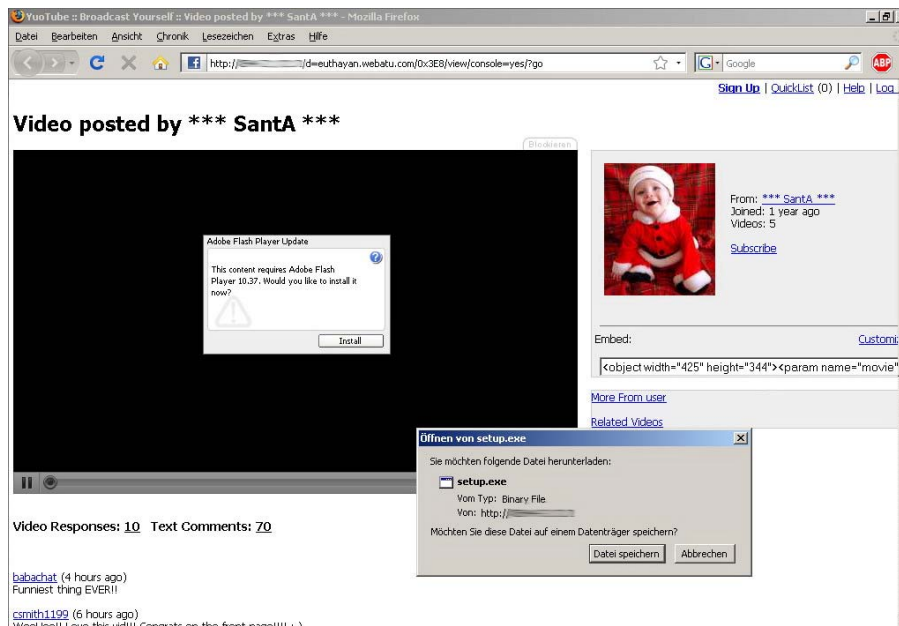 YuoTube :: Broadcast Yourself :: Video posted by *** SantA *** - Mozilla Firefox
Datei Bearbeiten Ansicht Chronik Lesezeichen Extras Hilfe
http:// /d=euthayan.webatu.com/0x3E8/view/console=yes/?go
G Google
ABP
Sign Up | QuickList (0) | Help | Log
Video posted by *** SantA ***
Blockieren
Adobe Flash Player Update
This content requires Adobe Flash
Player 10.37. Would you like to install it
now?
Install
From: *** SantA ***
Joined: 1 year ago
Videos: 5
Subscribe
Embed:
Customi
<object width="425" height="344"><param name="movie"
More From user
Related Videos
Öffnen von setup.exe
Sie möchten folgende Datei herunterladen:
setup.exe
Vom Typ: Binary File
Von: http://
Möchten Sie diese Datei auf einem Datenträger speichern?
Datei speichern Abbrechen
Video Responses: 10 Text Comments: 70
babachat (4 hours ago)
Funniest thing EVER!!
csmith1199 (6 hours ago)